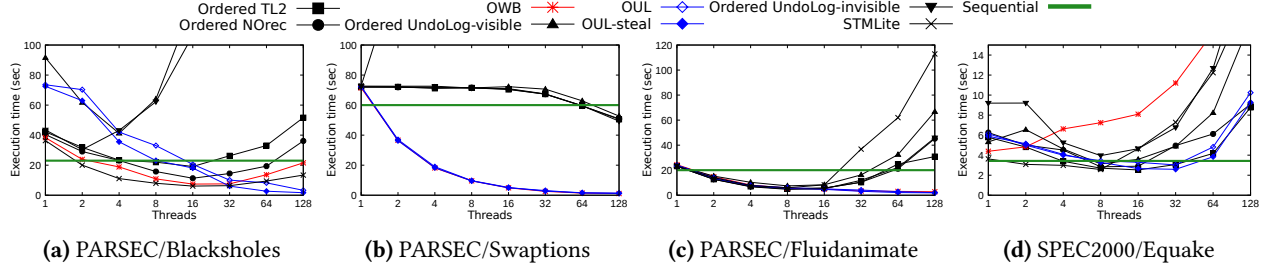 Ordered TL2 OWB OUL Ordered UndoLog-invisible Sequential
Ordered NOrec Ordered UndoLog-visible OUL-steal STMLite
Execution time (sec)
100
80
60
40
20
0
1 2 4 8 16 32 64 128
Threads
Execution time (sec)
100
80
60
40
20
0
1 2 4 8 16 32 64 128
Threads
Execution time (sec)
120
100
80
60
40
20
0
1 2 4 8 16 32 64 128
Threads
Execution time (sec)
16
14
12
10
8
6
4
2
0
1 2 4 8 16 32 64 128
Threads
(a) PARSEC/Blacksholes
(b) PARSEC/Swaptions
(c) PARSEC/Fluidanimate
(d) SPEC2000/Equake